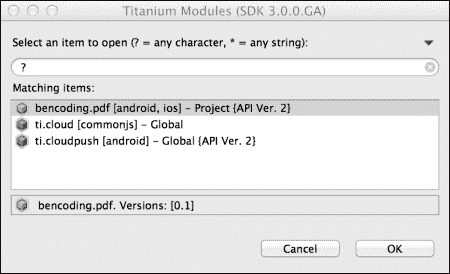 Titanium Modules (SDK 3.0.0.GA)
Select an item to open (? = any character, * = any string):
?
Matching items:
bencoding.pdf [android, ios] – Project {API Ver. 2}
ti.cloud [commonjs] – Global
ti.cloudpush [android] – Global {API Ver. 2}
bencoding.pdf. Versions: [0.1]
Cancel OK